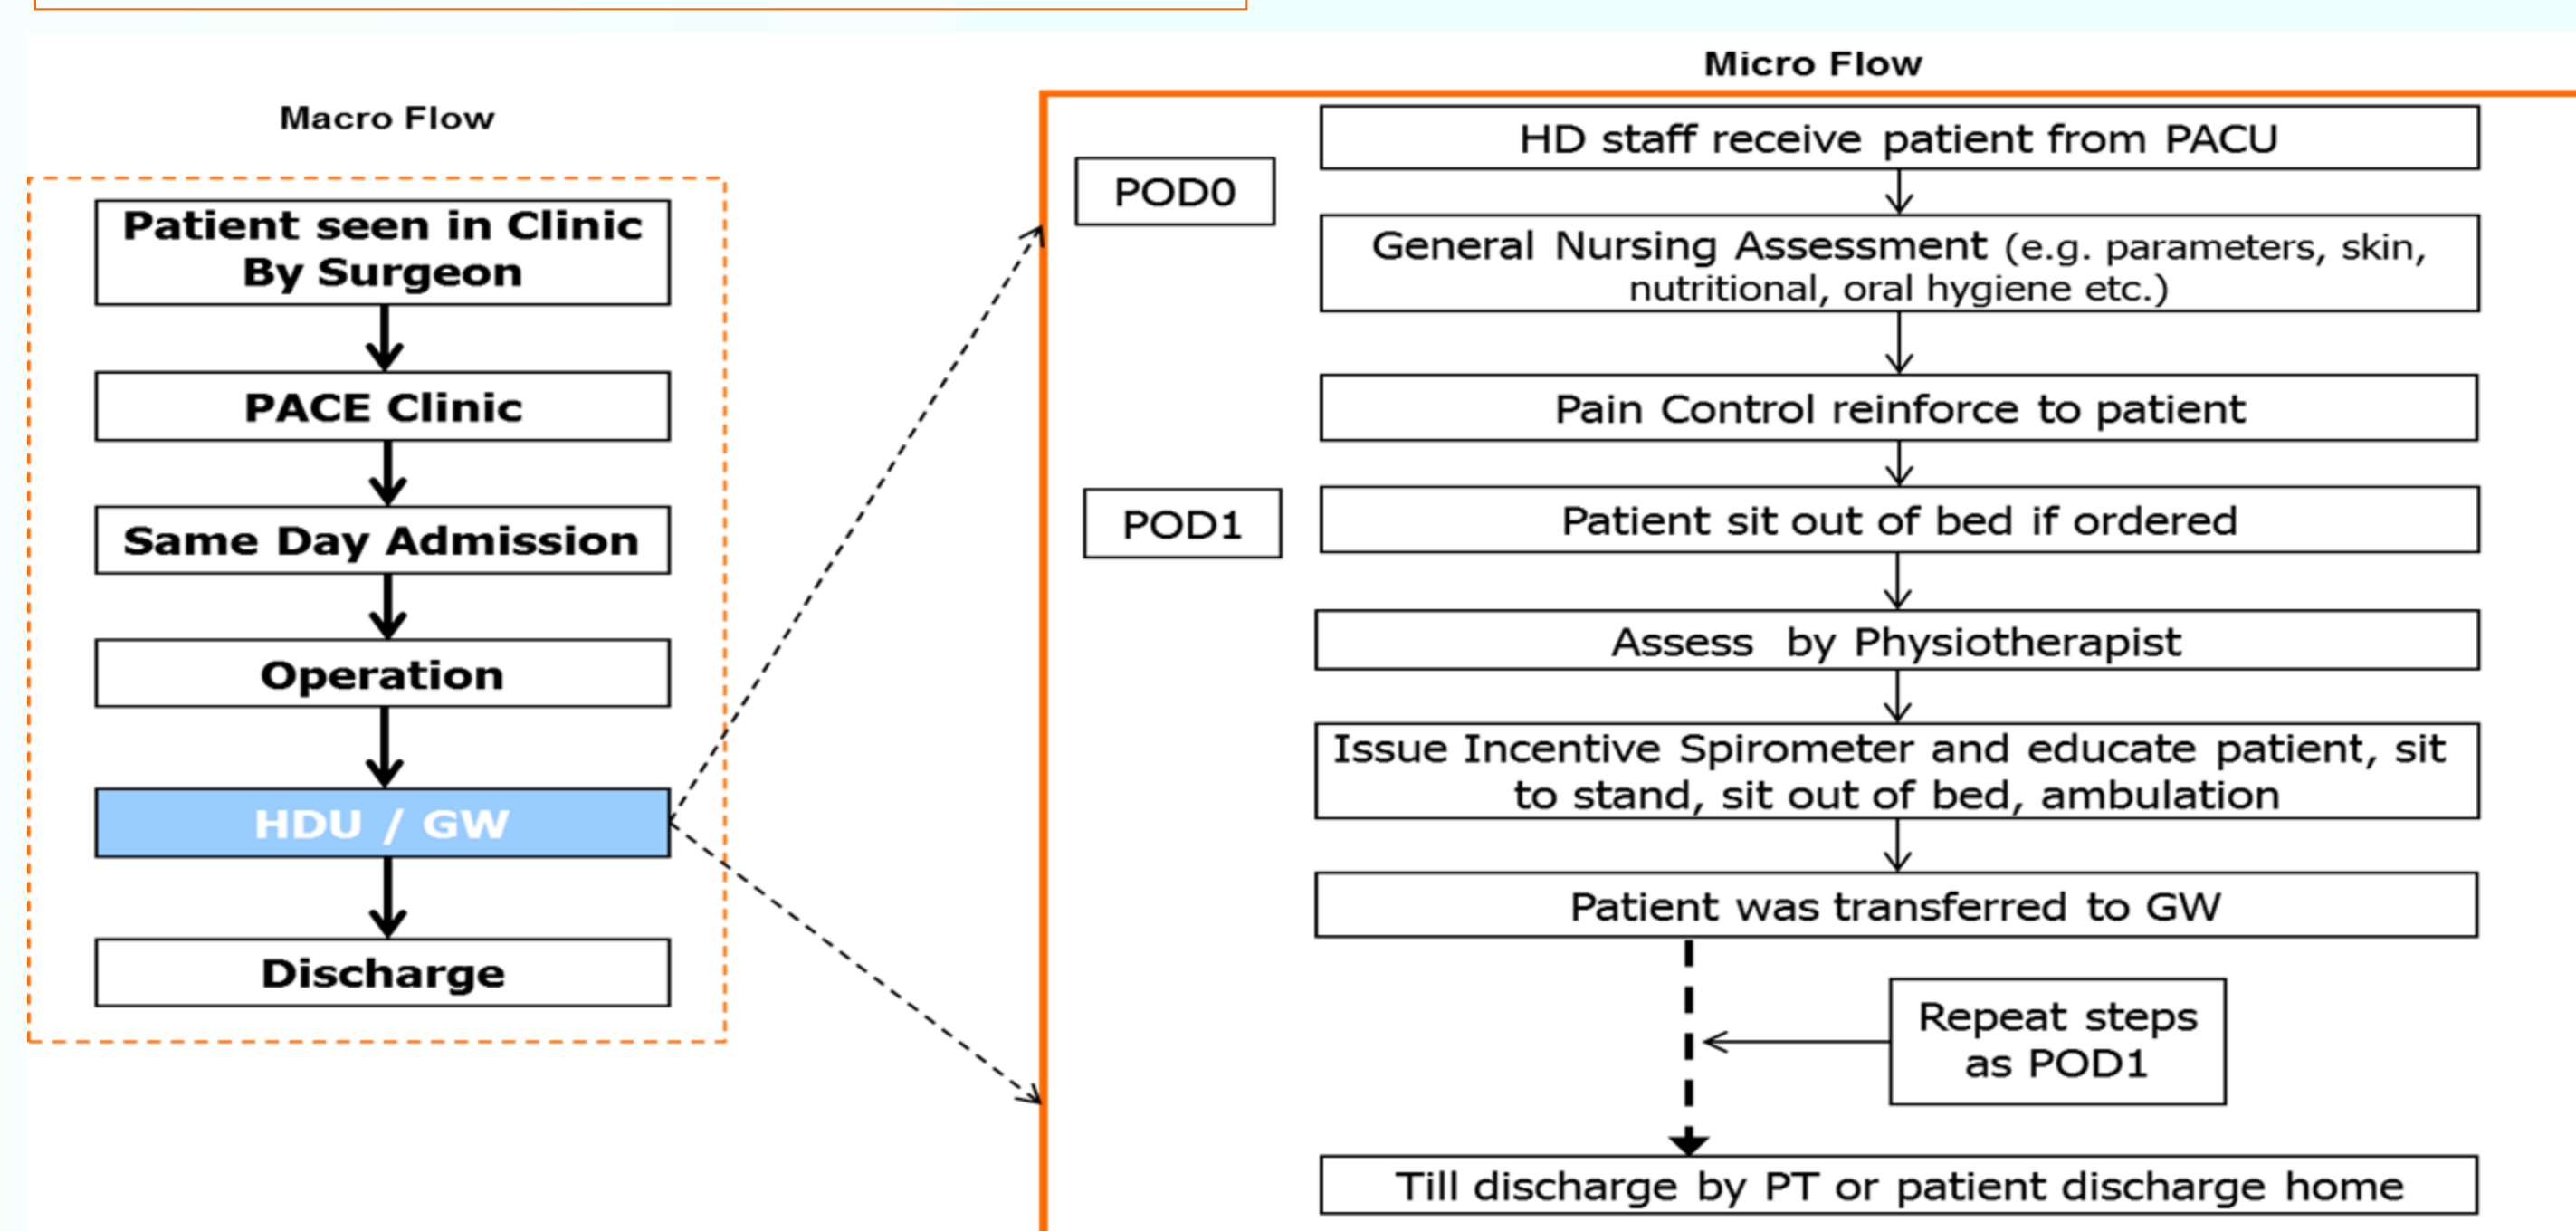 Macro Flow
Patient seen in Clinic
By Surgeon
PACE Clinic
Same Day Admission
Operation
HDU / GW
Discharge
Micro Flow
POD0
HD staff receive patient from PACU
General Nursing Assessment (e.g. parameters, skin,
nutritional, oral hygiene etc.)
Pain Control reinforce to patient
POD1
Patient sit out of bed if ordered
Assess by Physiotherapist
Issue Incentive Spirometer and educate patient, sit
to stand, sit out of bed, ambulation
Patient was transferred to GW
Repeat steps
as POD1
Till discharge by PT or patient discharge home